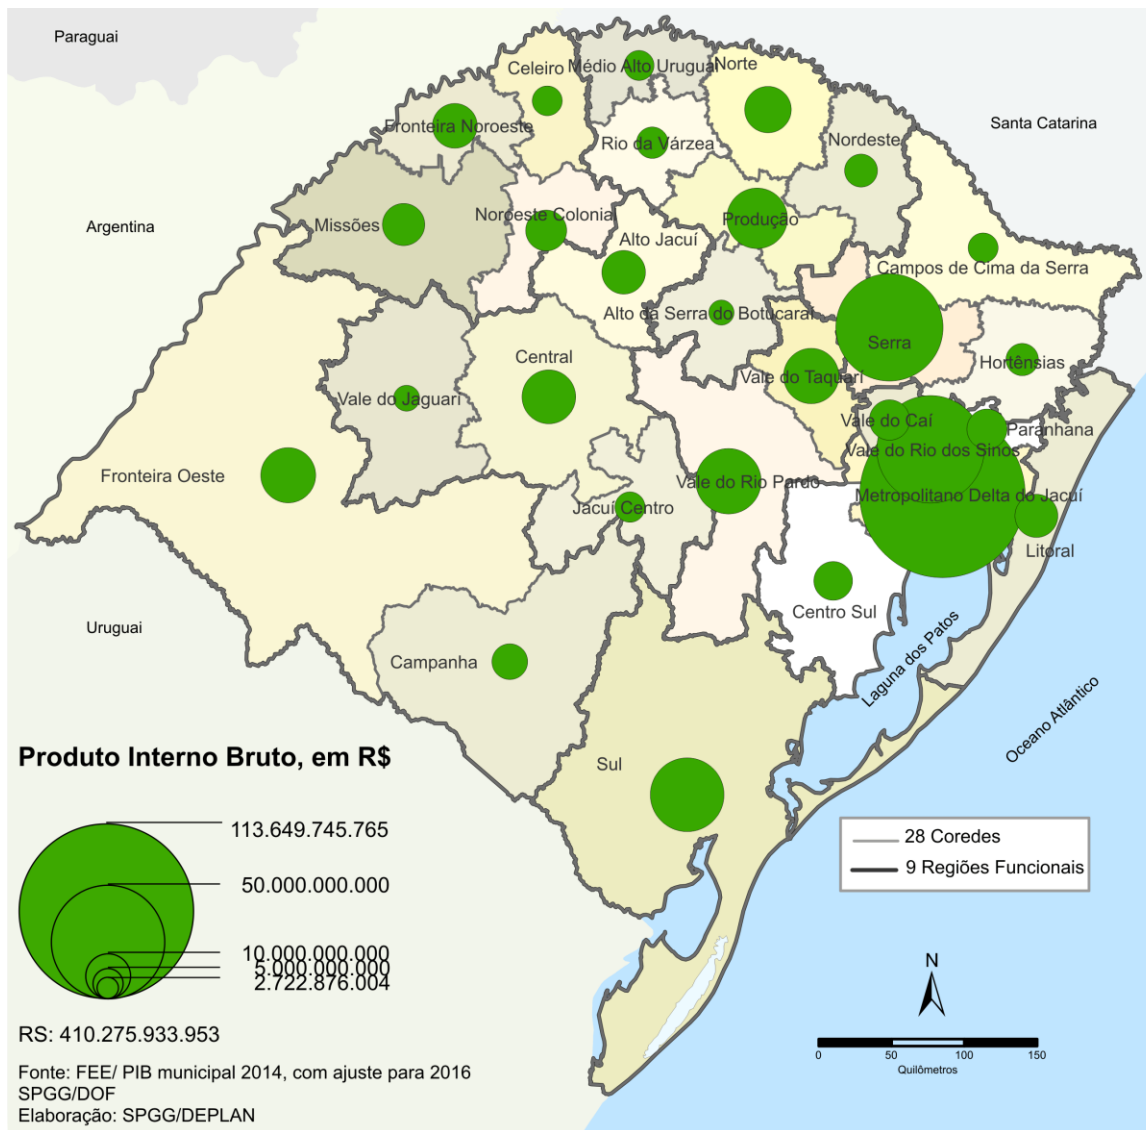 Paraguai
Celeiro
Médio Alto Uruguai
Norte
Santa Catarina
Fronteira Noroeste
Rio da Várzea
Nordeste
Argentina
Missões
Noroeste Colonial
Alto Jacuí
Produção
Campos de Cima da Serra
Alto da Serra do Botucaraí
Serra
Hortênsias
Central
Vale do Taquarí
Vale do Jaguarí
Vale do Caí
Paranhana
Vale do Rio dos Sinos
Fronteira Oeste
Vale do Rio Pardo
Metropolitano Delta do Jacuí
Jacuí Centro
Litoral
Centro Sul
Uruguai
Campanha
Laguna dos Patos
Oceano Atlântico
Sul
Produto Interno Bruto, em R$
113.649.745.765
50.000.000.000
10.000.000.000
5.000.000.000
2.722.876.004
RS: 410.275.933.953
Fonte: FEE/ PIB municipal 2014, com ajuste para 2016
SPGG/DOF
Elaboração: SPGG/DEPLAN
28 Coredes
9 Regiões Funcionais
N
0 50 100 150
Quilômetros